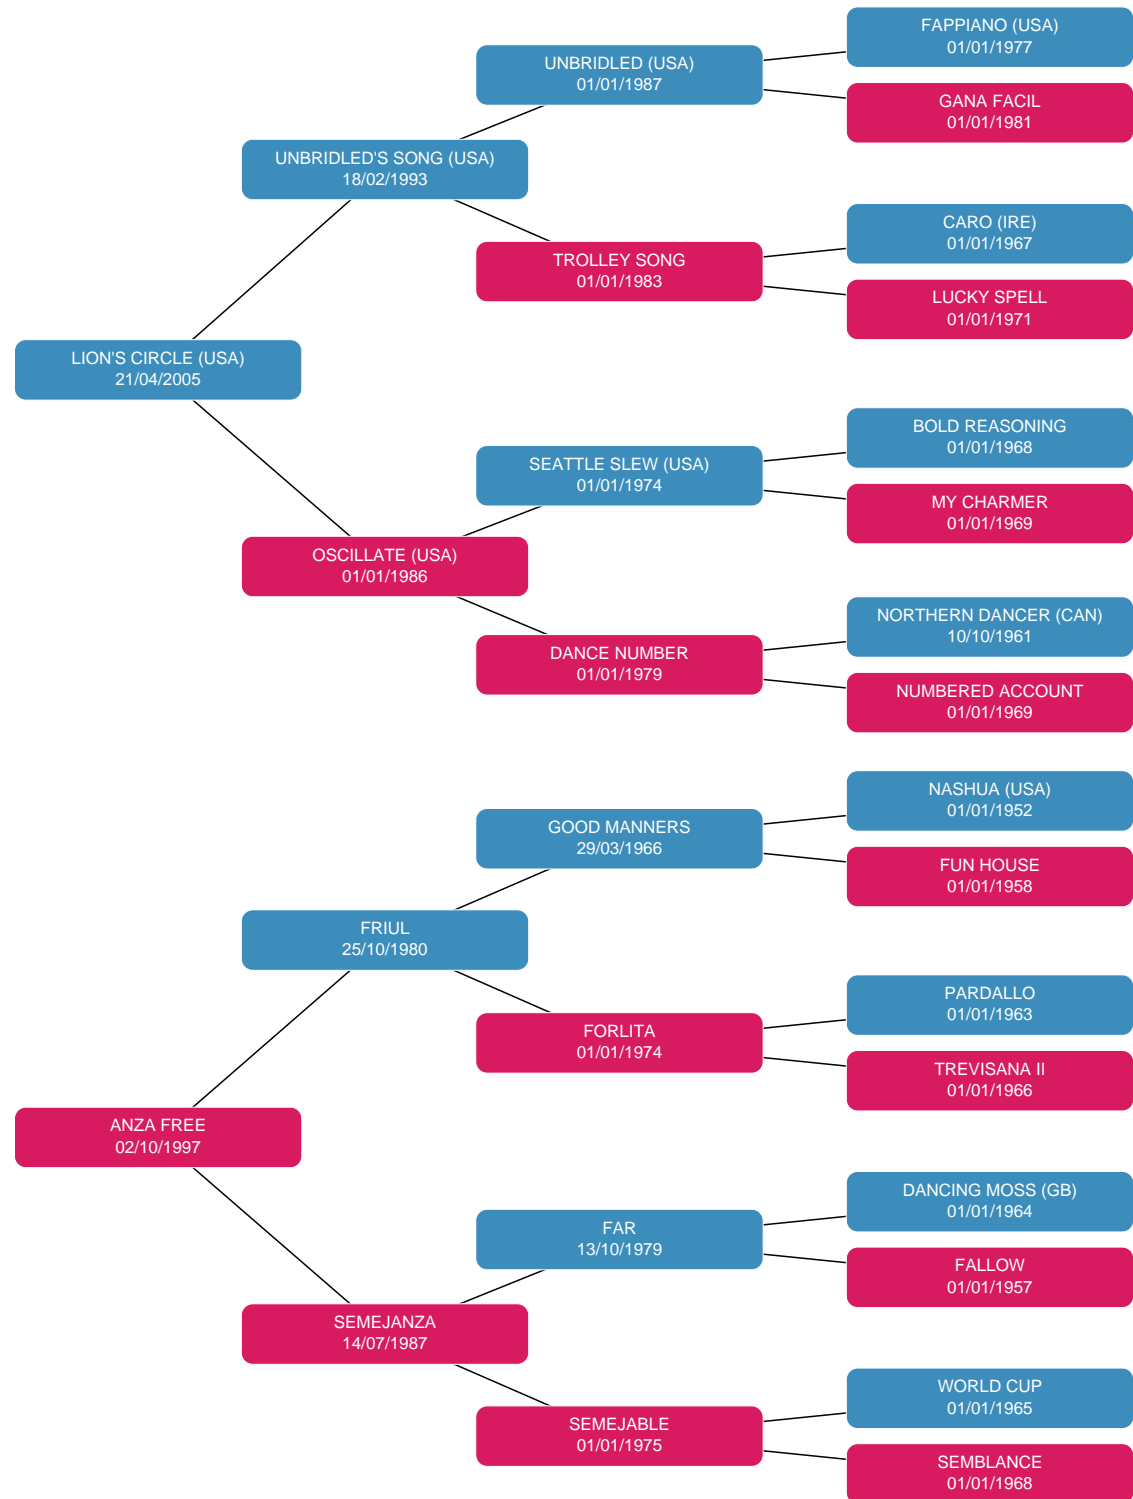 FAPPIANO (USA)
01/01/1977
UNBRIDLED (USA)
01/01/1987
GANA FACIL
01/01/1981
UNBRIDLED'S SONG (USA)
18/02/1993
CARO (IRE)
01/01/1967
TROLLEY SONG
01/01/1983
LUCKY SPELL
01/01/1971
LION'S CIRCLE (USA)
21/04/2005
BOLD REASONING
01/01/1968
SEATTLE SLEW (USA)
01/01/1974
MY CHARMER
01/01/1969
OSCILLATE (USA)
01/01/1986
NORTHERN DANCER (CAN)
10/10/1961
DANCE NUMBER
01/01/1979
NUMBERED ACCOUNT
01/01/1969
NASHUA (USA)
01/01/1952
GOOD MANNERS
29/03/1966
FUN HOUSE
01/01/1958
FRIUL
25/10/1980
PARDALLO
01/01/1963
FORLITA
01/01/1974
TREVISANA II
01/01/1966
ANZA FREE
02/10/1997
DANCING MOSS (GB)
01/01/1964
FAR
13/10/1979
FALLOW
01/01/1957
SEMEJANZA
14/07/1987
WORLD CUP
01/01/1965
SEMEJABLE
01/01/1975
SEMBLANCE
01/01/1968